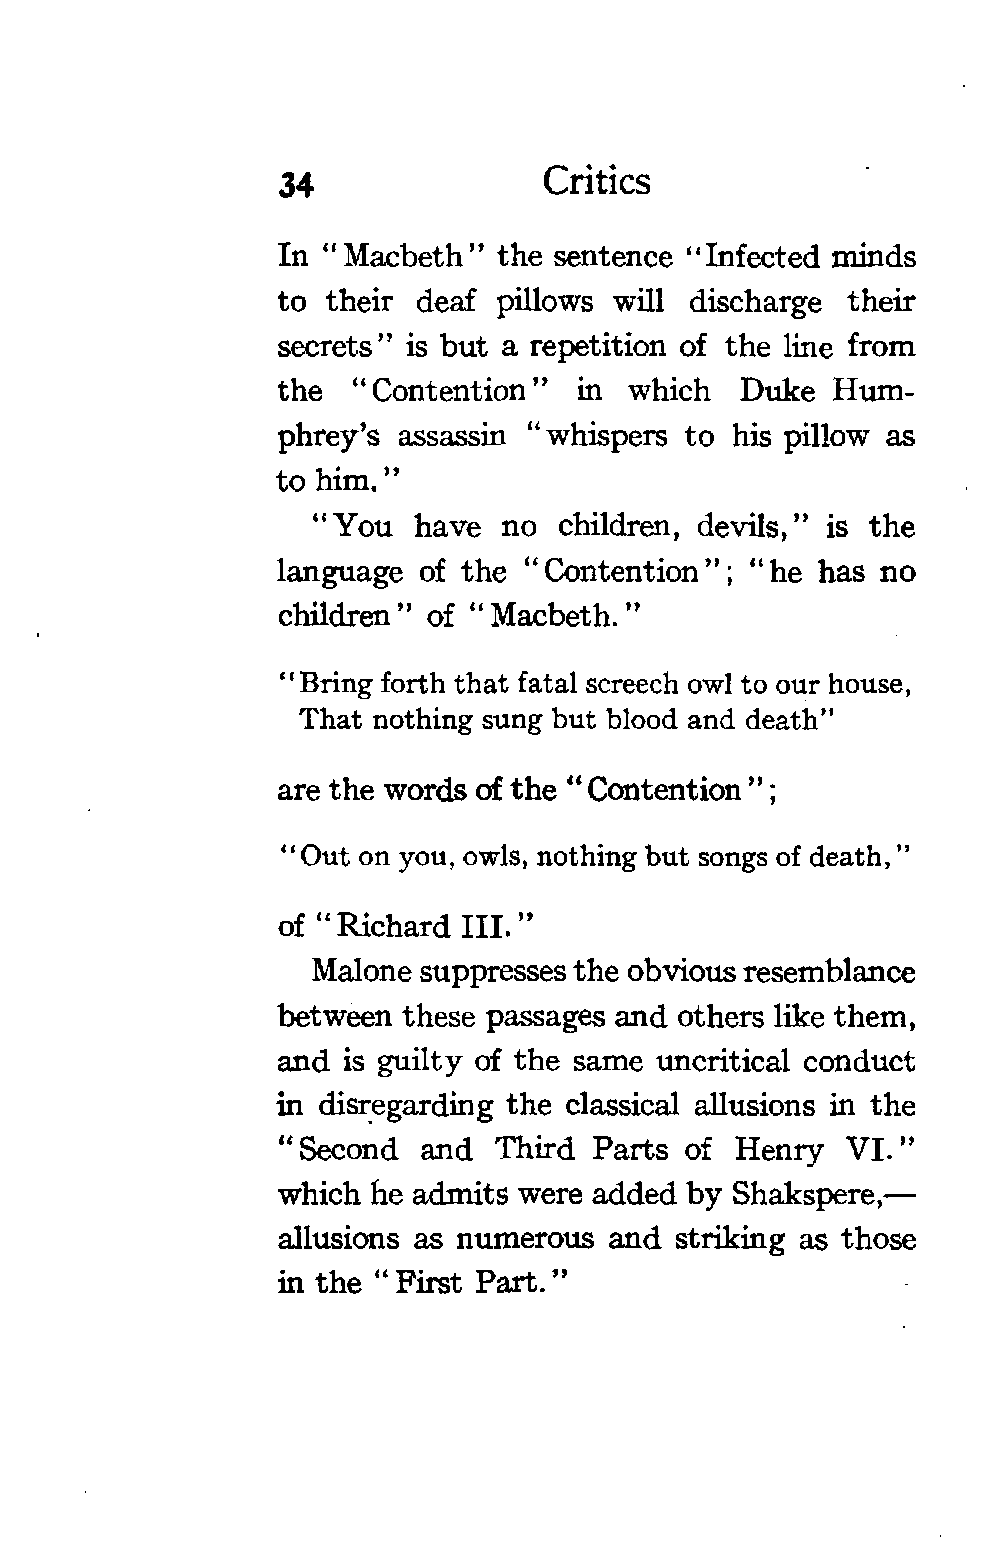 34 Critics
In "Macbeth" the sentence "Infected minds
to their deaf pillows will discharge their
secrets" is but a repetition of the line from
the "Contention" in which Duke Hum-
phrey's assassin "whispers to his pillow as
to him."
"You have no children, devils," is the
language of the "Contention"; "he has no
children" of "Macbeth."
"Bring forth that fatal screech owl to our house,
That nothing sung but blood and death"
are the words of the "Contention";
"Out on you, owls, nothing but songs of death,"
of "Richard III."
Malone suppresses the obvious resemblance
between these passages and others like them,
and is guilty of the same uncritical conduct
in disregarding the classical allusions in the
"Second and Third Parts of Henry VI."
which he admits were added by Shakspere,—
allusions as numerous and striking as those
in the "First Part."